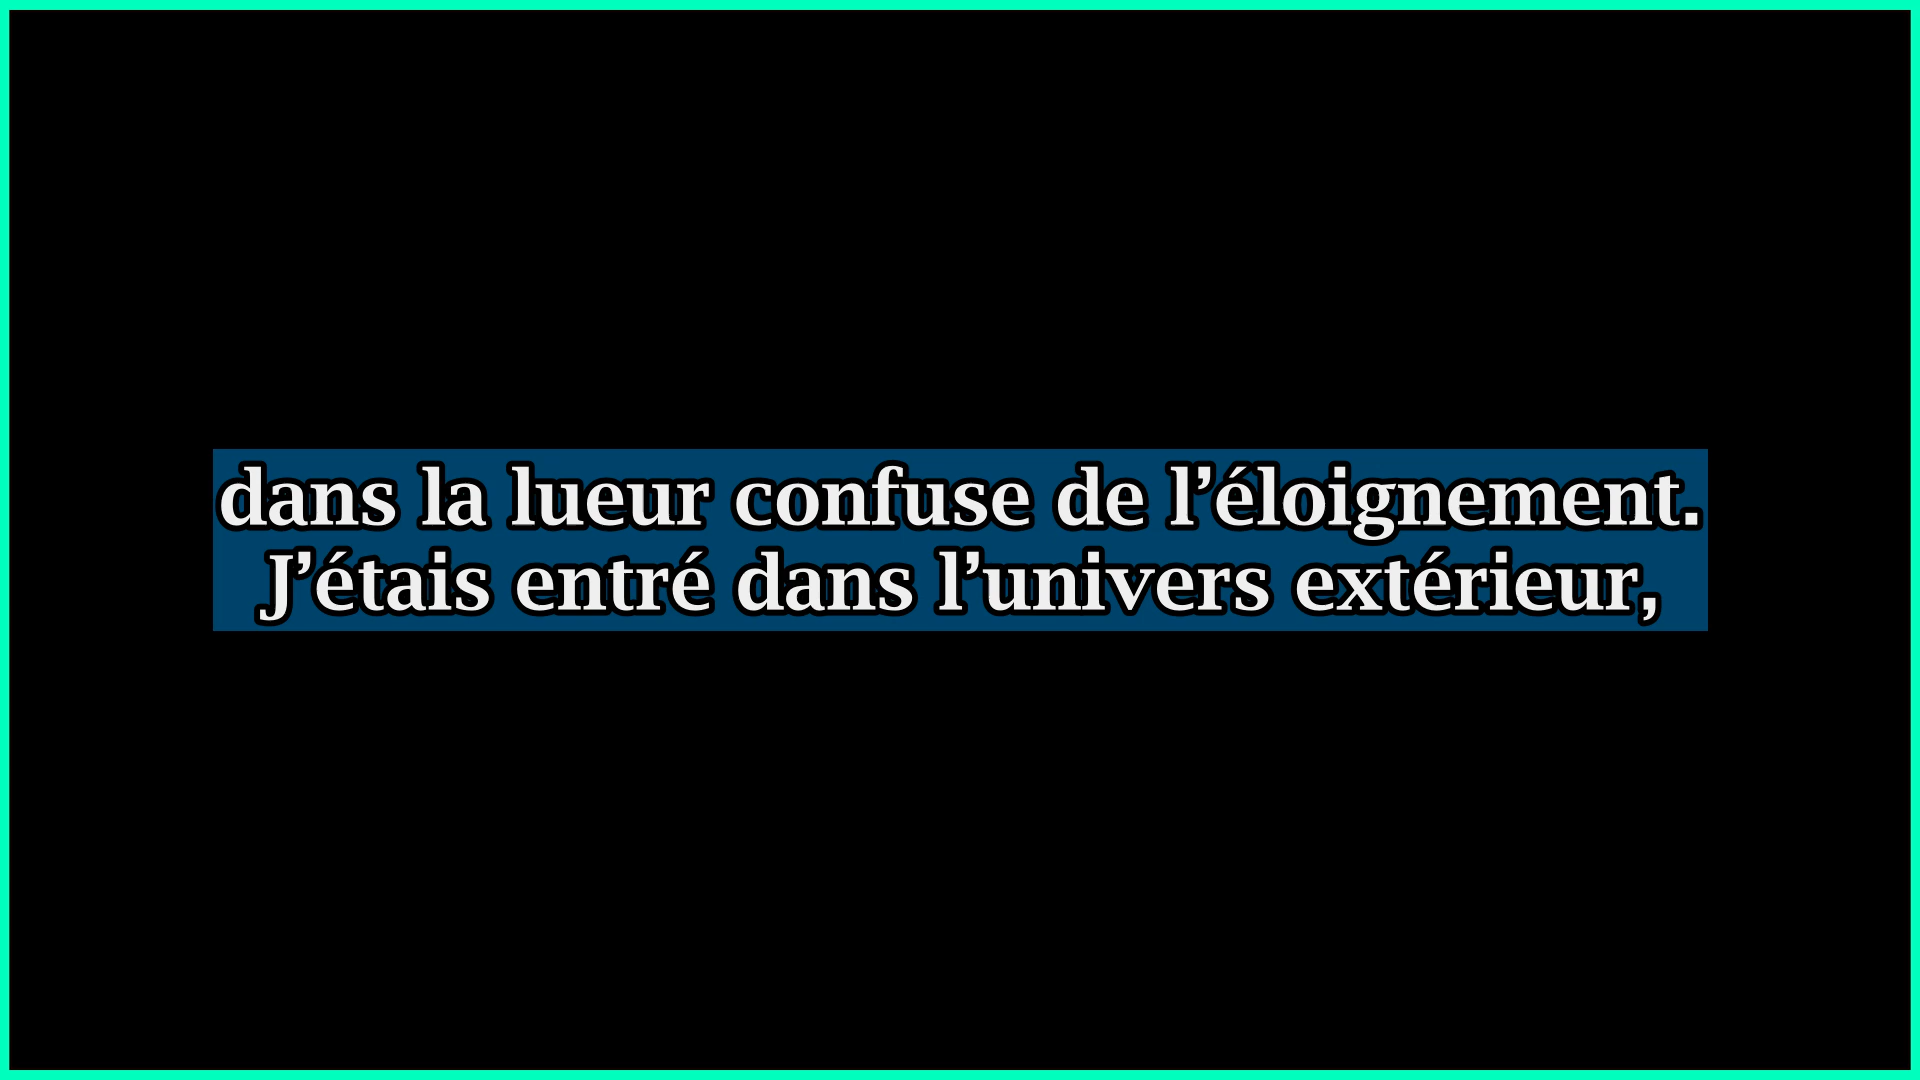 dans la lueur confuse de l’éloignement.
J’étais entré dans l’univers extérieur,